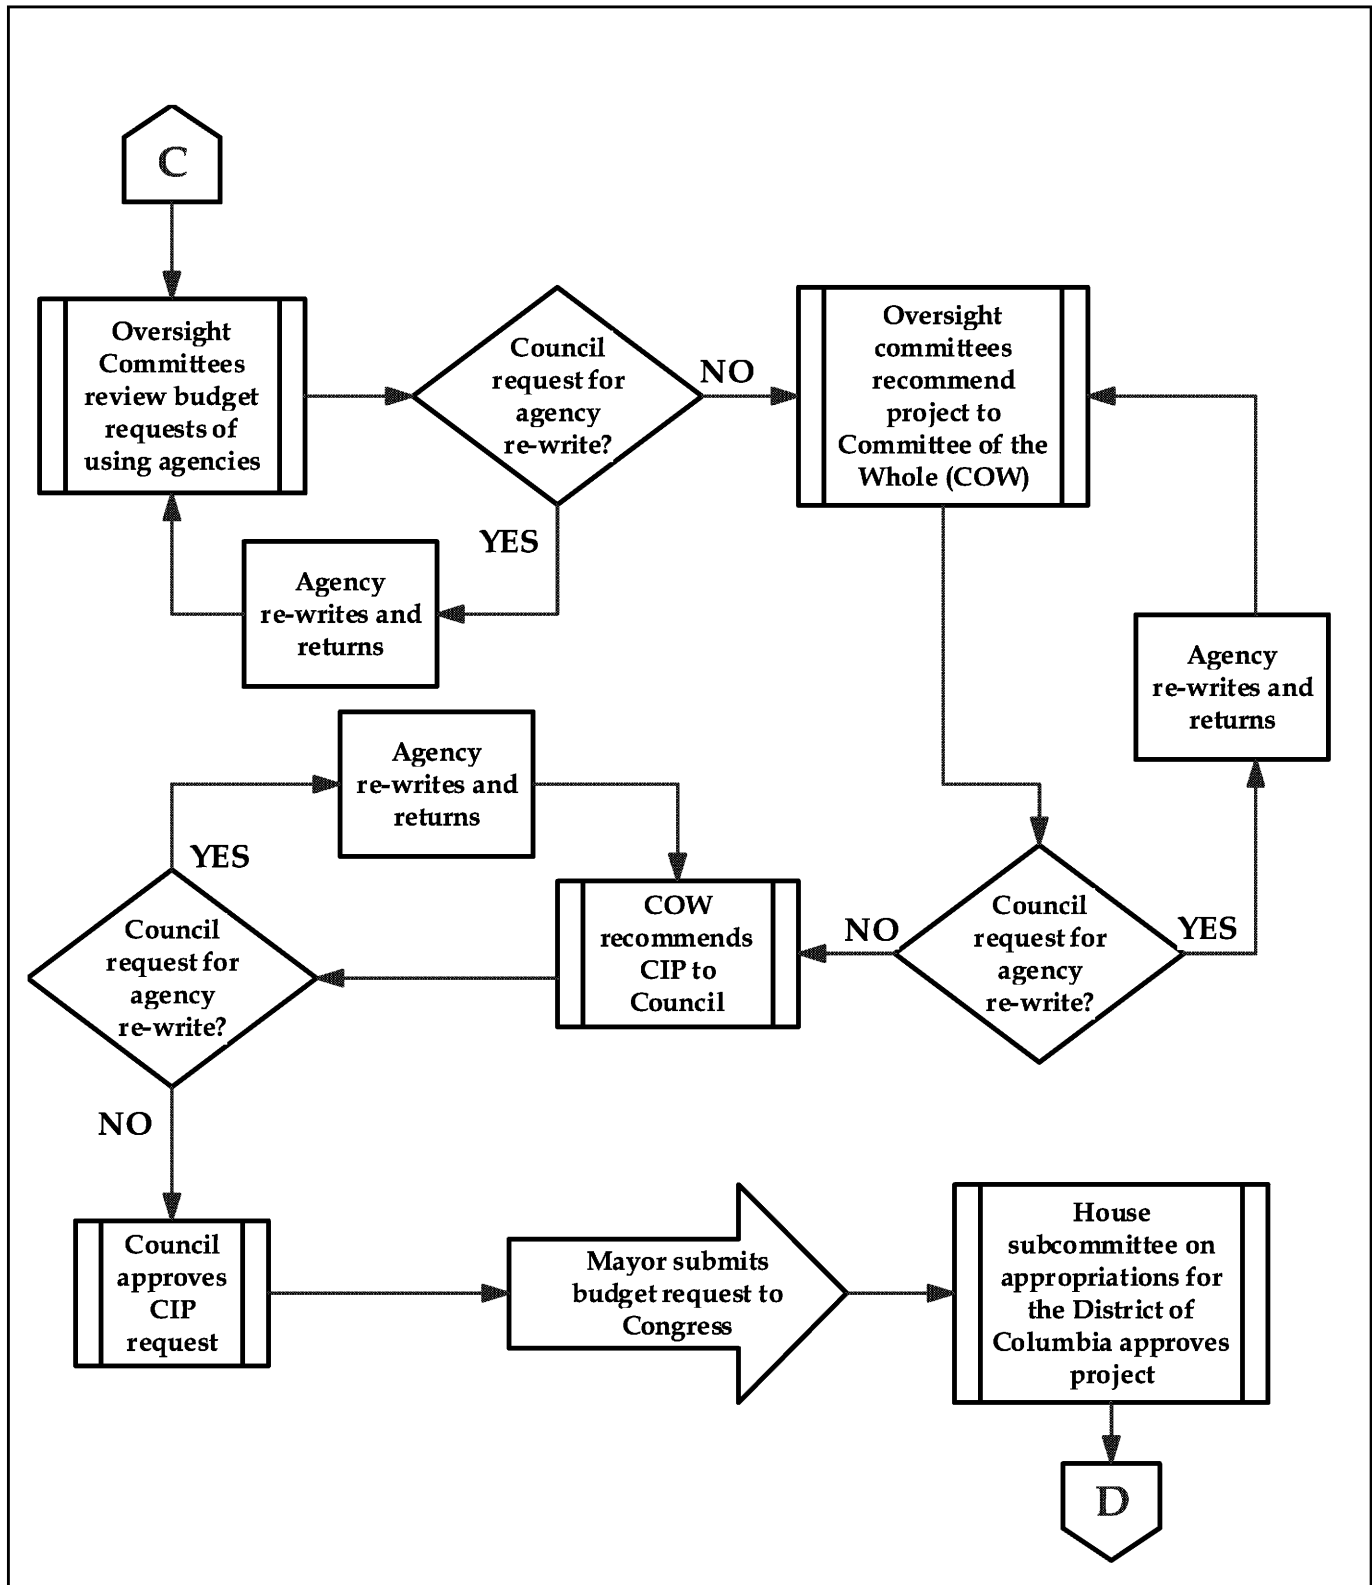 C
Oversight
Committees
review budget
requests of
using agencies
Council
request for
agency
re-write?
NO
Oversight
committees
recommend
project to
Committee of the
Whole (COW)
YES
Agency
re-writes and
returns
Agency
re-writes and
returns
Agency
re-writes and
returns
YES
Council
request for
agency
re-write?
COW
recommends
CIP to
Council
NO
Council
request for
agency
re-write?
YES
NO
Council
approves
CIP
request
Mayor submits
budget request to
Congress
House
subcommittee on
appropriations for
the District of
Columbia approves
project
D